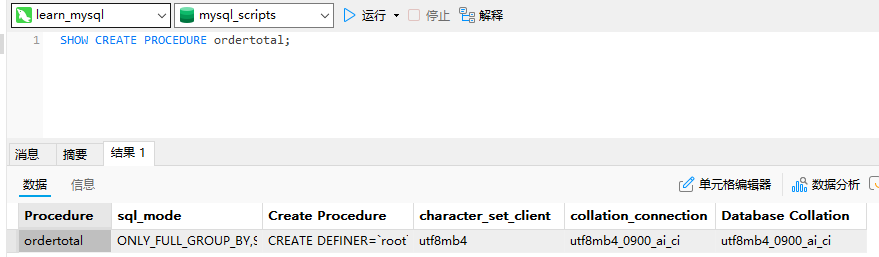 learn_mysql mysql_scripts 运行 停止 解释
1 SHOW CREATE PROCEDURE ordertotal;
消息 摘要 结果 1
数据 信息 单元格编辑器 数据分析
Procedure sql_mode Create Procedure character_set_client collation_connection Database Collation
ordertotal ONLY_FULL_GROUP_BY,S CREATE DEFINER=`root` utf8mb4 utf8mb4_0900_ai_ci utf8mb4_0900_ai_ci